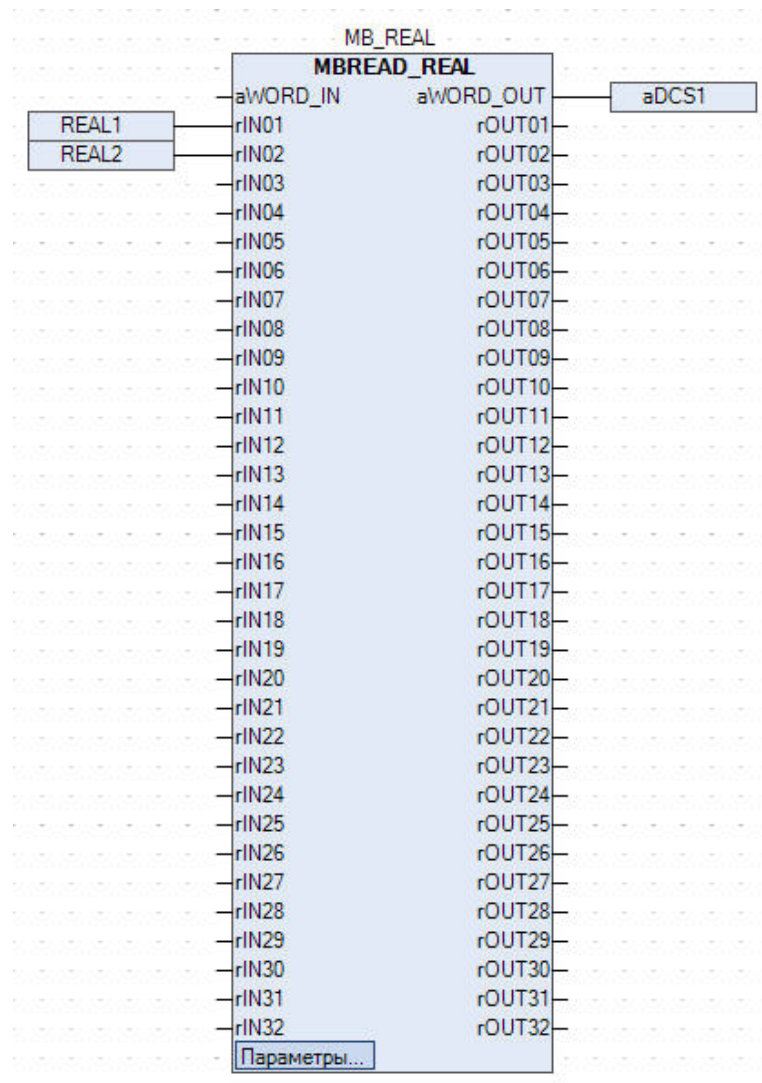 MB_REAL
MBREAD_REAL
aWORD_IN aWORD_OUT aDCS1
REAL1 rIN01 rOUT01
REAL2 rIN02 rOUT02
rIN03 rOUT03
rIN04 rOUT04
rIN05 rOUT05
rIN06 rOUT06
rIN07 rOUT07
rIN08 rOUT08
rIN09 rOUT09
rIN10 rOUT10
rIN11 rOUT11
rIN12 rOUT12
rIN13 rOUT13
rIN14 rOUT14
rIN15 rOUT15
rIN16 rOUT16
rIN17 rOUT17
rIN18 rOUT18
rIN19 rOUT19
rIN20 rOUT20
rIN21 rOUT21
rIN22 rOUT22
rIN23 rOUT23
rIN24 rOUT24
rIN25 rOUT25
rIN26 rOUT26
rIN27 rOUT27
rIN28 rOUT28
rIN29 rOUT29
rIN30 rOUT30
rIN31 rOUT31
rIN32 rOUT32
Параметры...